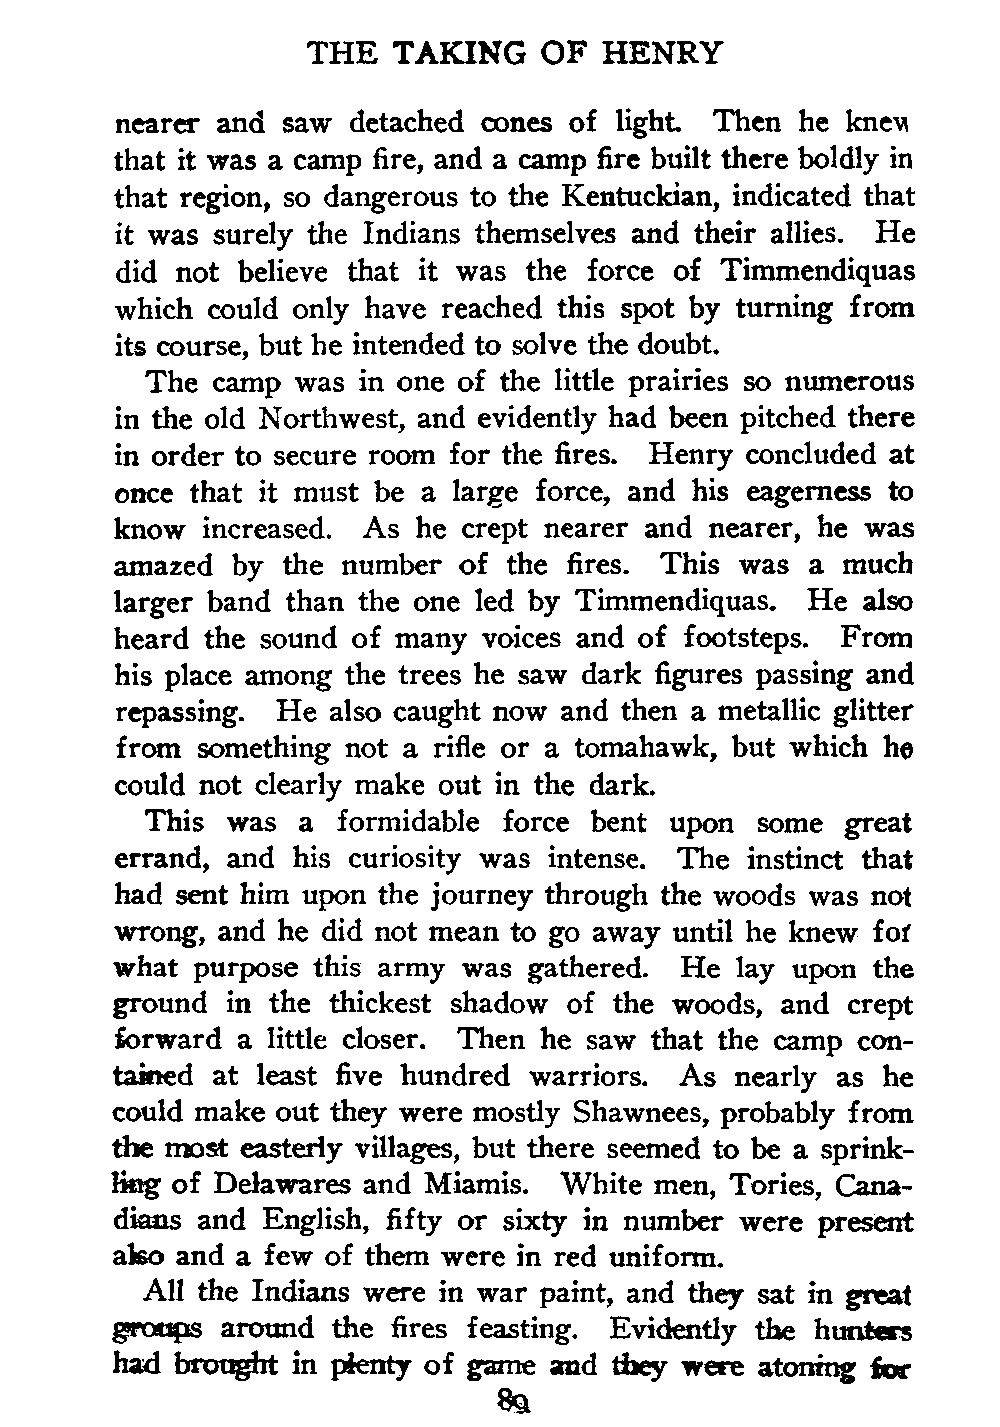 THE TAKING OF HENRY
nearer and saw detached cones of light. Then he knew
that it was a camp fire, and a camp fire built there boldly in
that region, so dangerous to the Kentuckian, indicated that
it was surely the Indians themselves and their allies. He
did not believe that it was the force of Timmendiquas
which could only have reached this spot by turning from
its course, but he intended to solve the doubt.
The camp was in one of the little prairies so numerous
in the old Northwest, and evidently had been pitched there
in order to secure room for the fires. Henry concluded at
once that it must be a large force, and his eagerness to
know increased. As he crept nearer and nearer, he was
amazed by the number of the fires. This was a much
larger band than the one led by Timmendiquas. He also
heard the sound of many voices and of footsteps. From
his place among the trees he saw dark figures passing and
repassing. He also caught now and then a metallic glitter
from something not a rifle or a tomahawk, but which he
could not clearly make out in the dark.
This was a formidable force bent upon some great
errand, and his curiosity was intense. The instinct that
had sent him upon the journey through the woods was not
wrong, and he did not mean to go away until he knew for
what purpose this army was gathered. He lay upon the
ground in the thickest shadow of the woods, and crept
forward a little closer. Then he saw that the camp con-
tained at least five hundred warriors. As nearly as he
could make out they were mostly Shawnees, probably from
the most easterly villages, but there seemed to be a sprink-
ling of Delawares and Miamis. White men, Tories, Cana-
dians and English, fifty or sixty in number were present
also and a few of them were in red uniform.
All the Indians were in war paint, and they sat in great
groups around the fires feasting. Evidently the hunters
had brought in plenty of game and they were atoning for
89